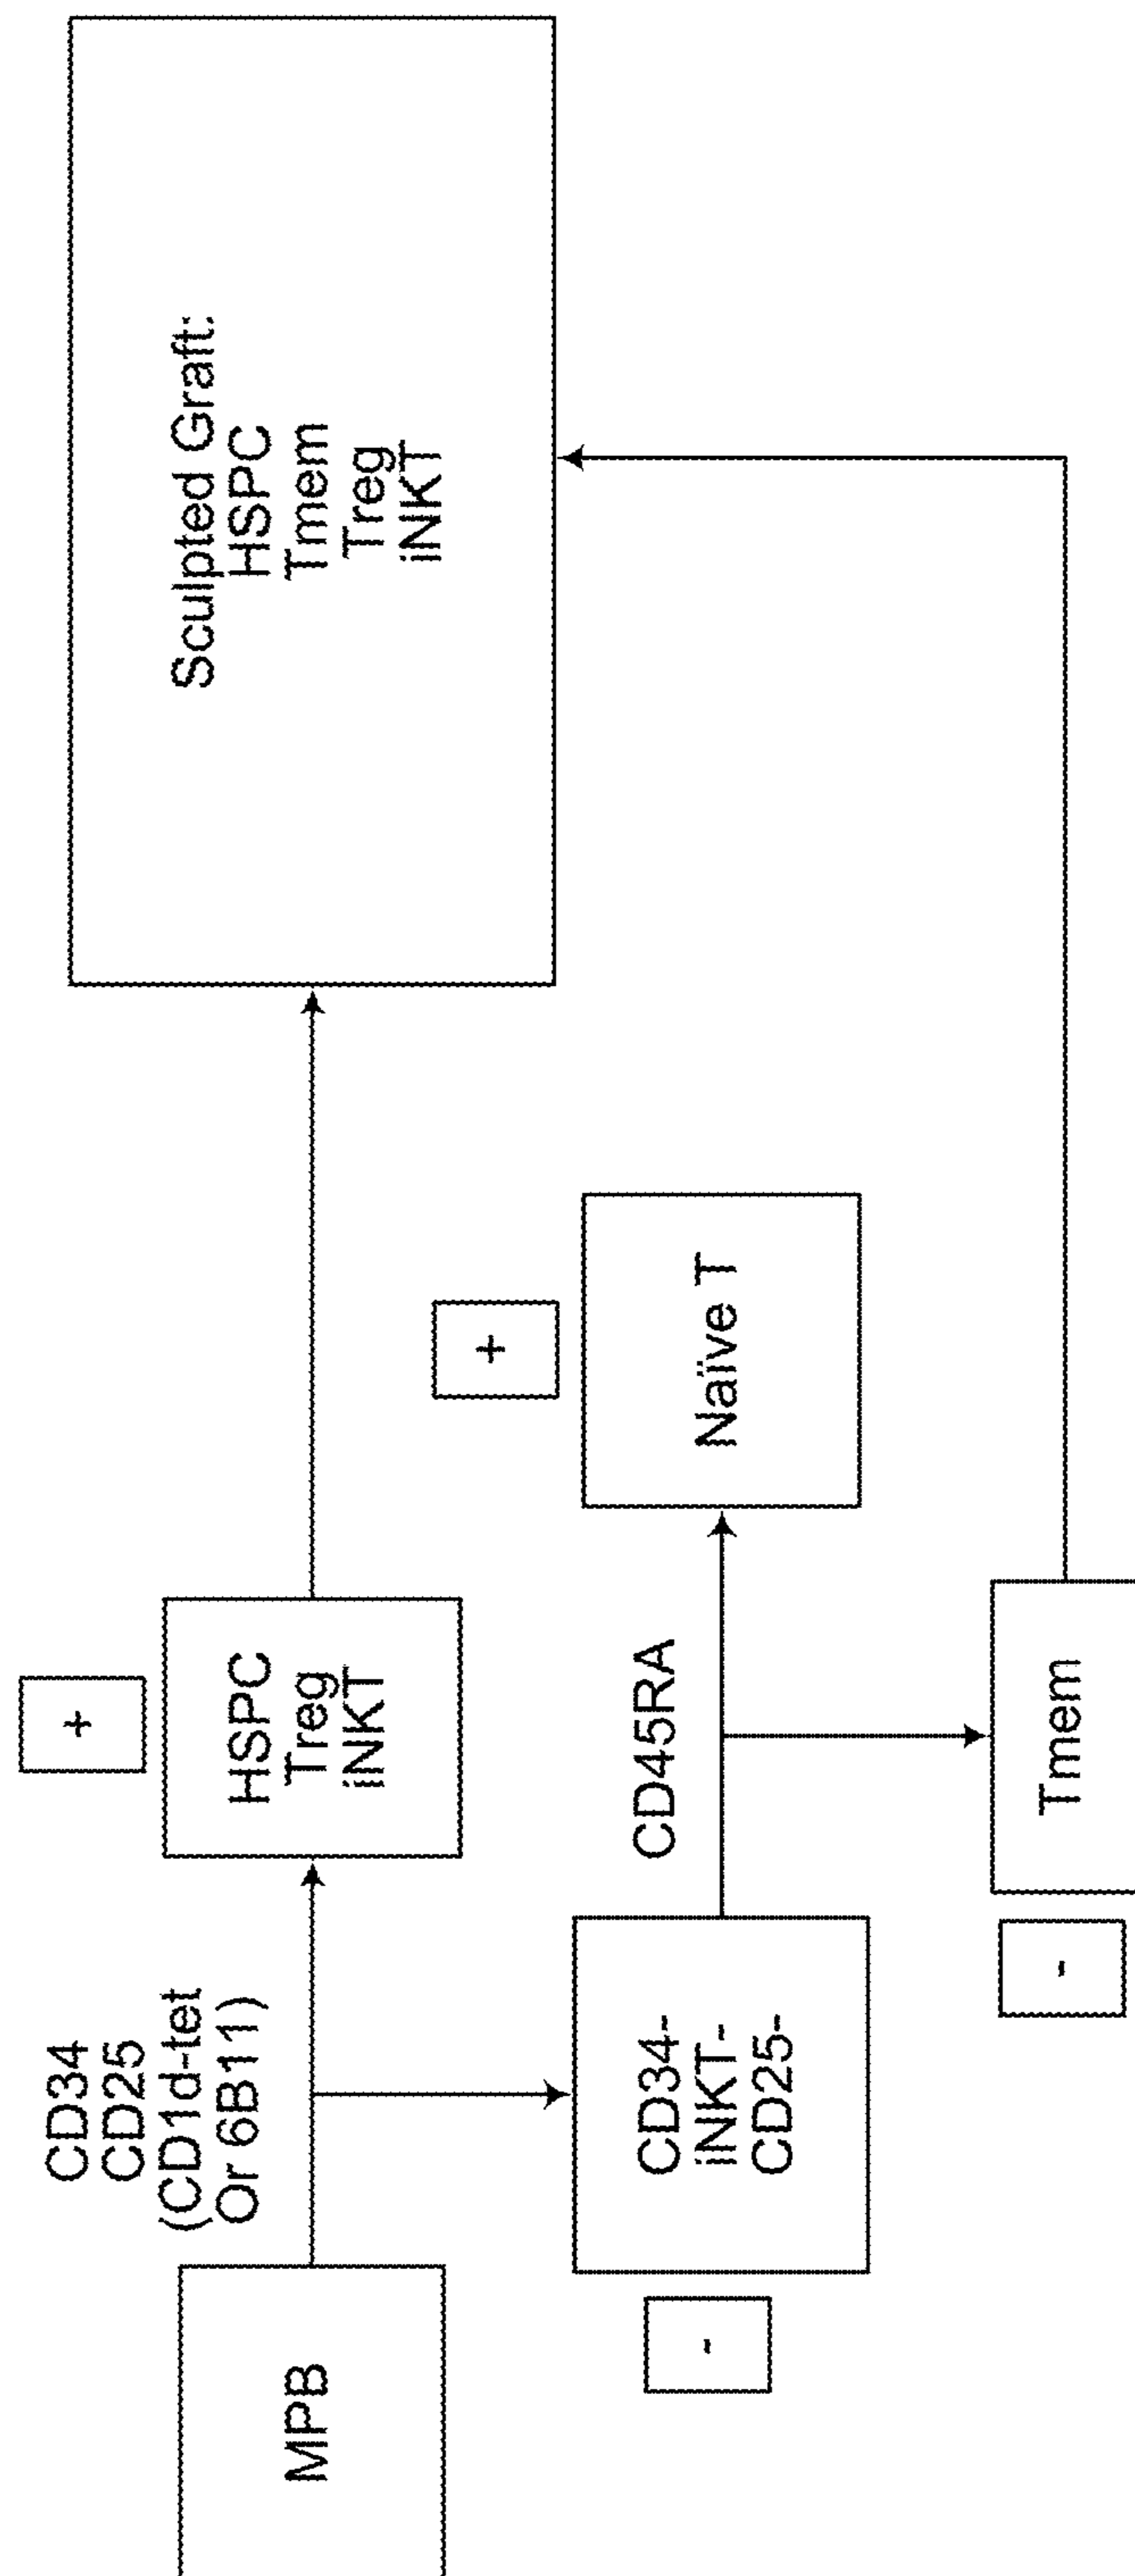 MPB
CD34
CD25
(CD1d-tet
Or 6B11)
+
HSPC
Treg
iNKT
Sculpted Graft:
HSPC
Tmem
Treg
iNKT
-
CD34-
iNKT-
CD25-
CD45RA
+
Naïve T
-
Tmem